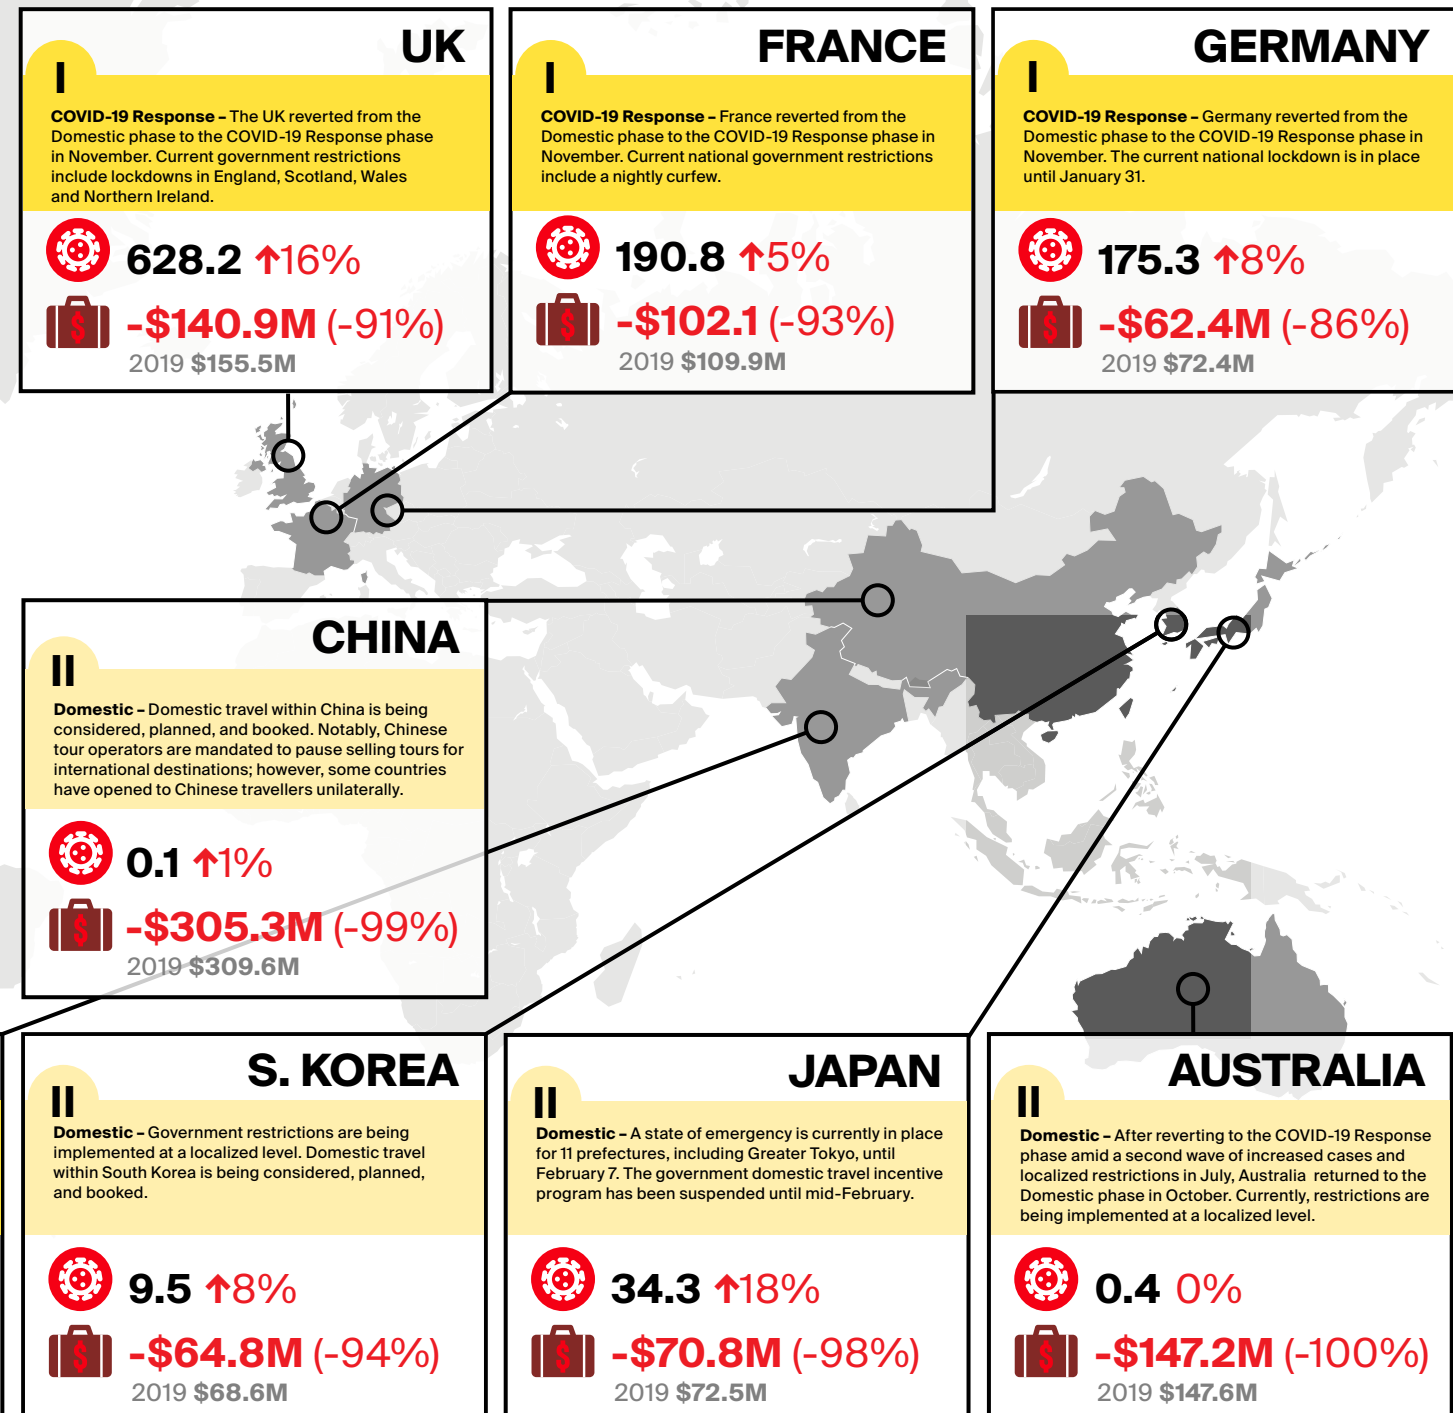 UK
I
COVID-19 Response – The UK reverted from the
Domestic phase to the COVID-19 Response phase
in November. Current government restrictions
include lockdowns in England, Scotland, Wales
and Northern Ireland.
628.2 ↑16%
$
-$140.9M (-91%)
2019 $155.5M
FRANCE
I
COVID-19 Response – France reverted from the
Domestic phase to the COVID-19 Response phase in
November. Current national government restrictions
include a nightly curfew.
190.8 ↑5%
$
-$102.1 (-93%)
2019 $109.9M
GERMANY
I
COVID-19 Response – Germany reverted from the
Domestic phase to the COVID-19 Response phase in
November. The current national lockdown is in place
until January 31.
175.3 ↑8%
$
-$62.4M (-86%)
2019 $72.4M
CHINA
II
Domestic – Domestic travel within China is being
considered, planned, and booked. Notably, Chinese
tour operators are mandated to pause selling tours for
international destinations; however, some countries
have opened to Chinese travellers unilaterally.
0.1 ↑1%
$
-$305.3M (-99%)
2019 $309.6M
S. KOREA
II
Domestic – Government restrictions are being
implemented at a localized level. Domestic travel
within South Korea is being considered, planned,
and booked.
9.5 ↑8%
$
-$64.8M (-94%)
2019 $68.6M
JAPAN
II
Domestic – A state of emergency is currently in place
for 11 prefectures, including Greater Tokyo, until
February 7. The government domestic travel incentive
program has been suspended until mid-February.
34.3 ↑18%
$
-$70.8M (-98%)
2019 $72.5M
AUSTRALIA
II
Domestic – After reverting to the COVID-19 Response
phase amid a second wave of increased cases and
localized restrictions in July, Australia returned to the
Domestic phase in October. Currently, restrictions are
being implemented at a localized level.
0.4 0%
$
-$147.2M (-100%)
2019 $147.6M